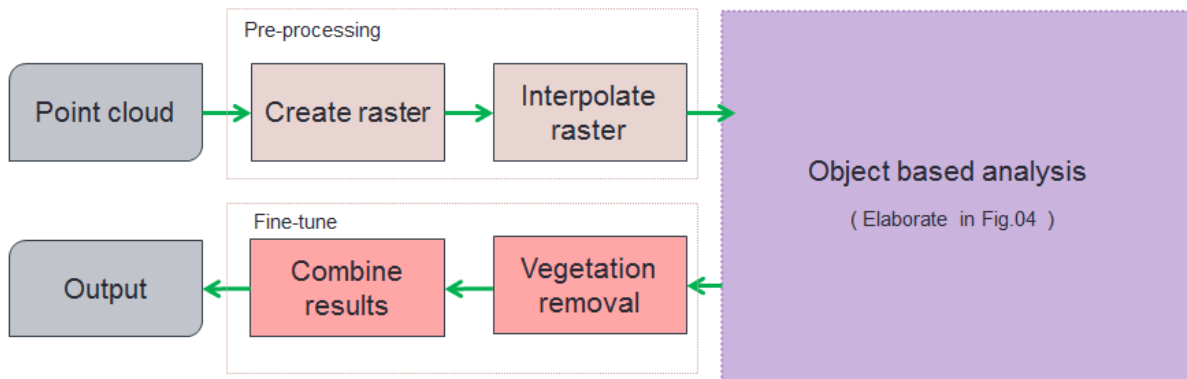 Pre-processing
Point cloud
Create raster
Interpolate
raster
Object based analysis
( Elaborate in Fig.04 )
Fine-tune
Output
Combine
results
Vegetation
removal